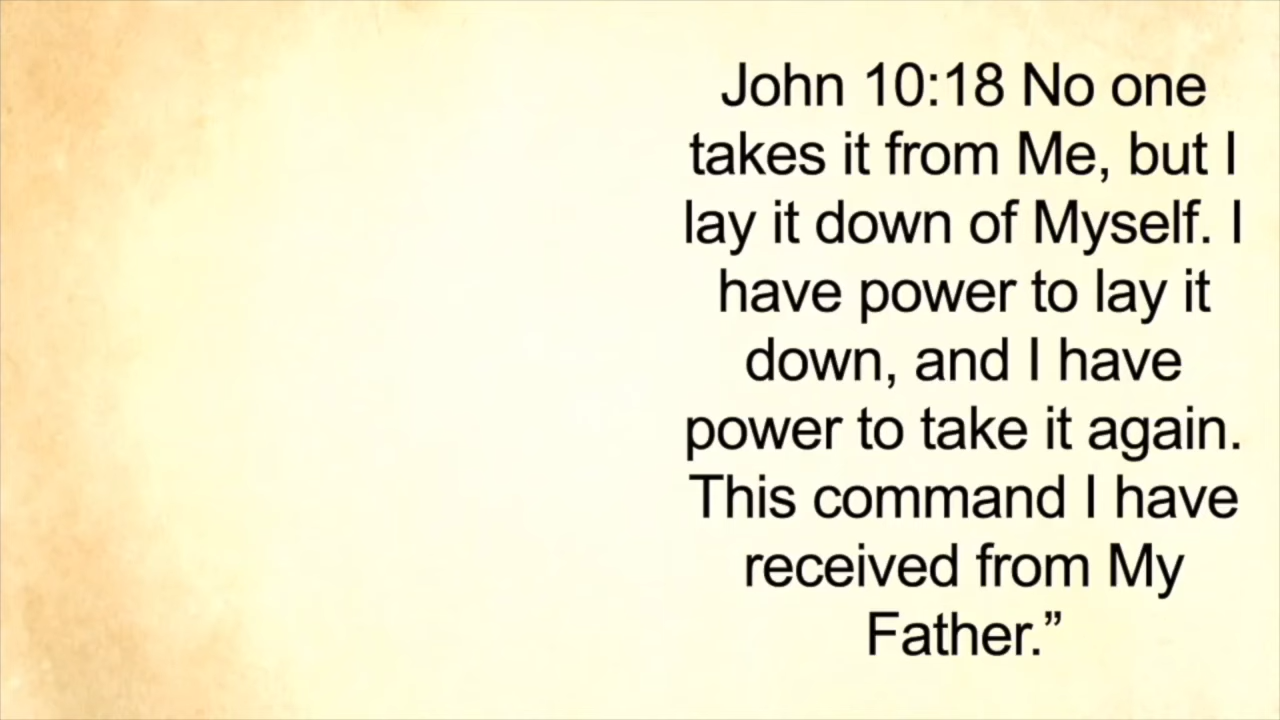 John 10:18 No one
takes it from Me, but I
lay it down of Myself. I
have power to lay it
down, and I have
power to take it again.
This command I have
received from My
Father.”